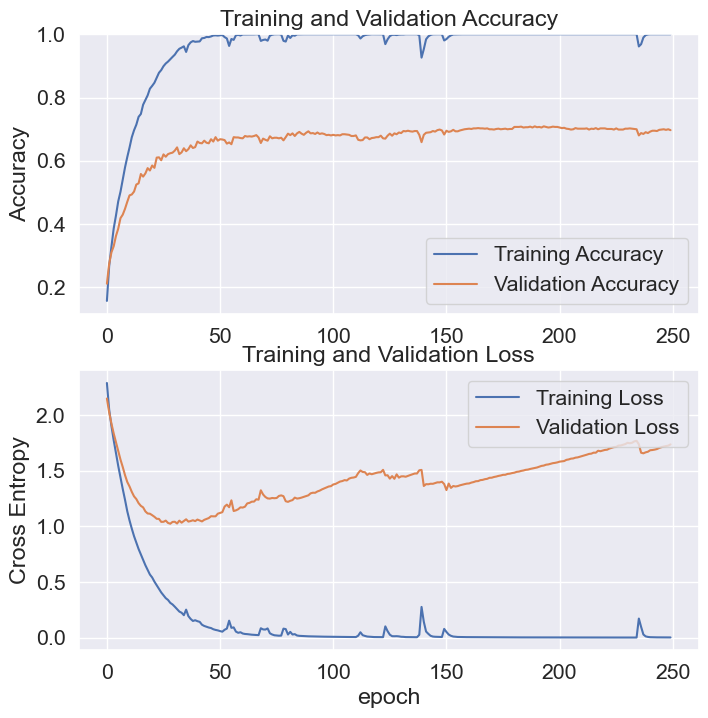 Training and Validation Accuracy
1.0
0.8
0.6
0.4
0.2
Accuracy
Training Accuracy
Validation Accuracy
0 50 100 150 200 250
Training and Validation Loss
2.0
1.5
1.0
0.5
0.0
Cross Entropy
Training Loss
Validation Loss
0 50 100 150 200 250
epoch